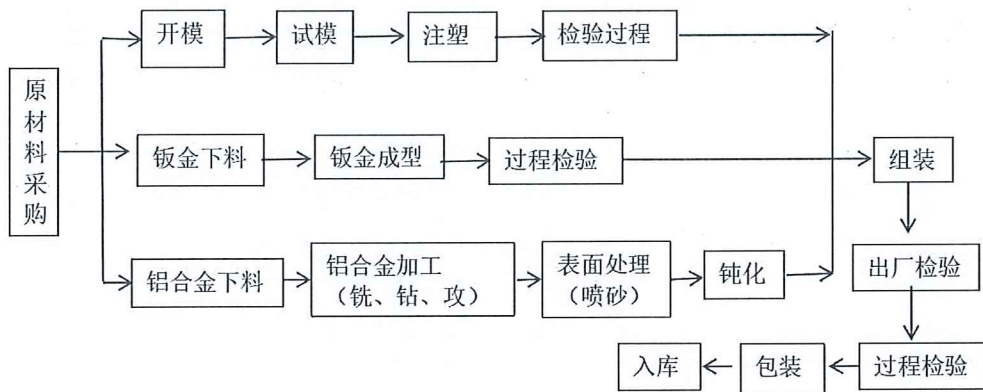 原材料采购
开模
试模
注塑
检验过程
钣金下料
钣金成型
过程检验
铝合金下料
铝合金加工
（铣、钻、攻）
表面处理
（喷砂）
钝化
组装
出厂检验
过程检验
包装
入库